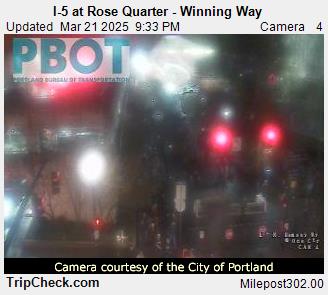 I-5 at Rose Quarter - Winning Way
Updated Mar 21 2025 9:33 PM Camera 4
PBOT
PORTLAND BUREAU OF TRANSPORTATION
Camera courtesy of the City of Portland
TripCheck.com Milepost302.00